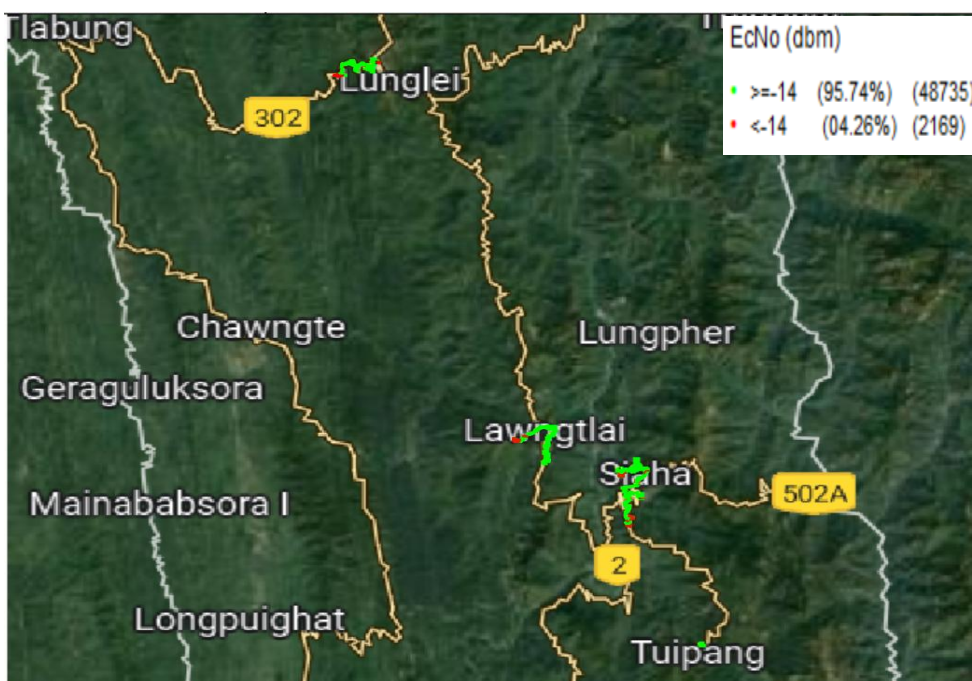 Tlabung
EcNo (dbm)
>=-14 (95.74%) (48735)
<-14 (04.26%) (2169)
Lunglei
302
Chawngte
Lungpher
Geraguluksora
Lawngtlai
Siaha
Mainababsora I
502A
2
Longpuighat
Tuipang